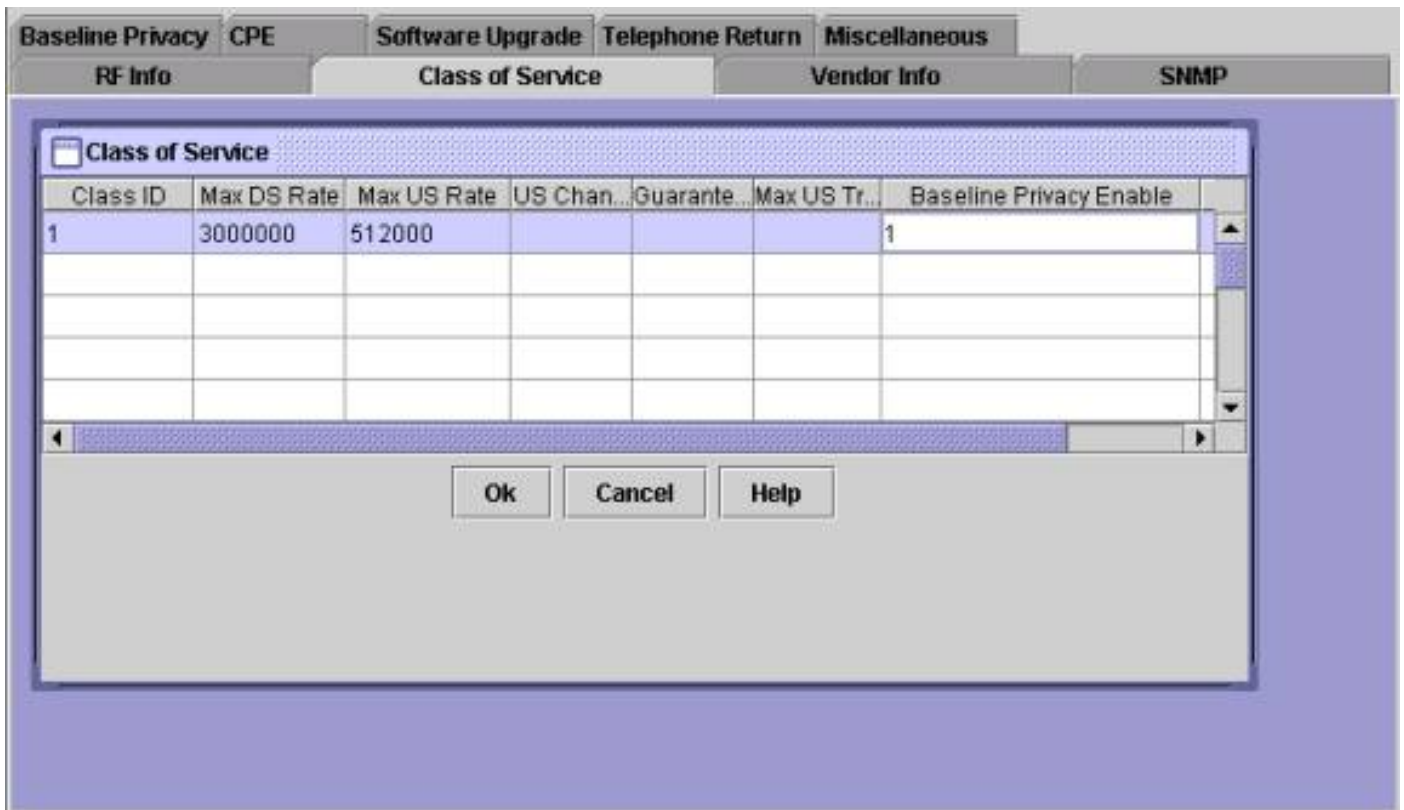 Baseline Privacy CPE Software Upgrade Telephone Return Miscellaneous
RF Info Class of Service Vendor Info SNMP
Class of Service
Class ID Max DS Rate Max US Rate US Chan... Guarante... Max US Tr... Baseline Privacy Enable
1 3000000 512000 1
Ok Cancel Help